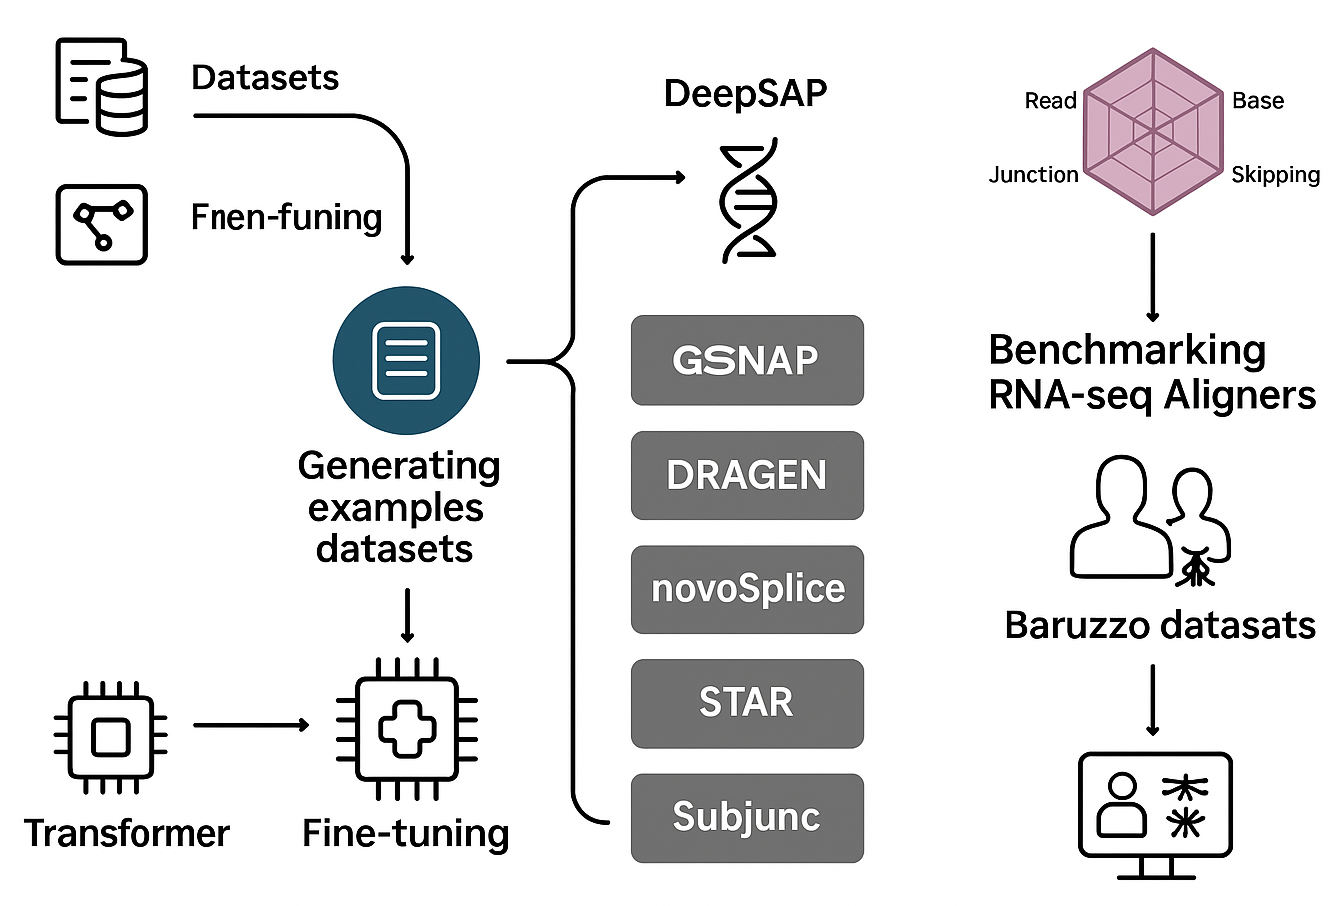 Datasets
Fmen-funing
Generating
examples
datasets
Transformer
Fine-tuning
DeepSAP
GSNAP
DRAGEN
novoSplice
STAR
Subjunc
Read
Base
Junction
Skipping
Benchmarking
RNA-seq Aligners
Baruzzo datasats